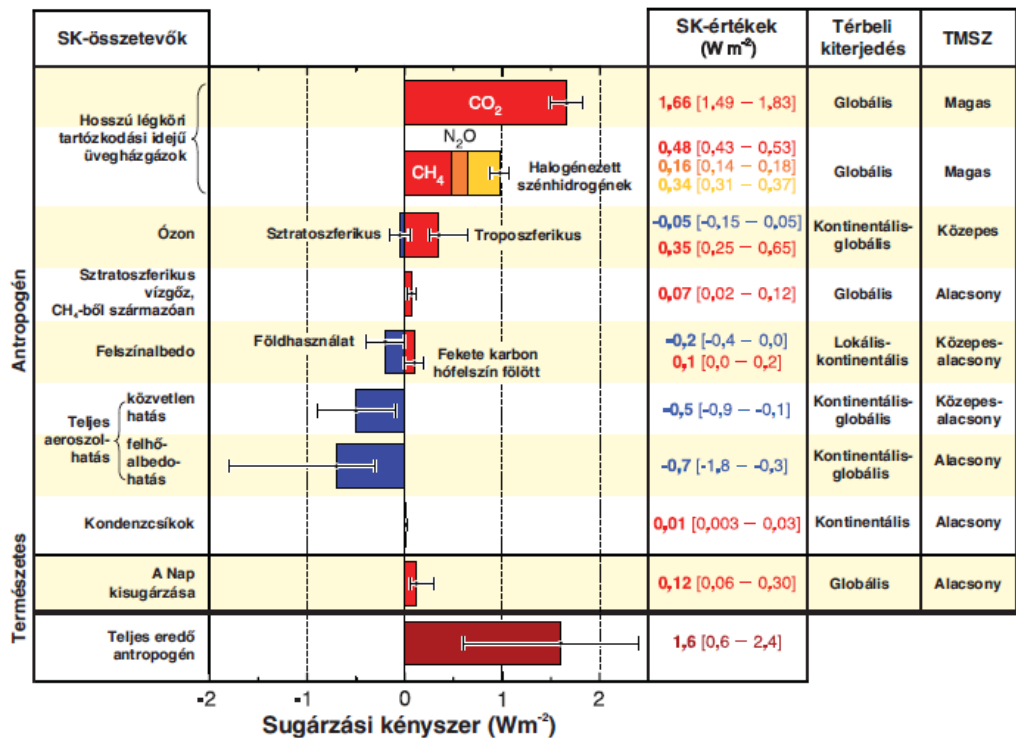 SK-összetevők
SK-értékek
(W m⁻²)
Térbeli
kiterjedés
TMSZ
Antropogén
Hosszú légköri
tartózkodási idejű
üvegházgázok
CO₂
1,66 [1,49 – 1,83]
Globális
Magas
N₂O
CH₄
Halogénezett
szénhidrogének
0,48 [0,43 – 0,53]
0,16 [0,14 – 0,18]
0,34 [0,31 – 0,37]
Globális
Magas
Ózon
Sztratoszferikus
Troposzferikus
-0,05 [-0,15 – 0,05]
0,35 [0,25 – 0,65]
Kontinentális-
globális
Közepes
Sztratoszferikus
vízgőz,
CH₄-ből származóan
0,07 [0,02 – 0,12]
Globális
Alacsony
Felszínalbedo
Földhasználat
Fekete karbon
hófelszín fölött
-0,2 [-0,4 – 0,0]
0,1 [0,0 – 0,2]
Lokális-
kontinentális
Közepes-
alacsony
Teljes
aeroszol-
hatás
közvetlen
hatás
-0,5 [-0,9 – -0,1]
Kontinentális-
globális
Közepes-
alacsony
felhő-
albedo-
hatás
-0,7 [-1,8 – -0,3]
Kontinentális-
globális
Alacsony
Kondenzcsíkok
0,01 [0,003 – 0,03]
Kontinentális
Alacsony
Természetes
A Nap
kisugárzása
0,12 [0,06 – 0,30]
Globális
Alacsony
Teljes eredő
antropogén
1,6 [0,6 – 2,4]
-2 -1 0 1 2
Sugárzási kényszer (Wm⁻²)